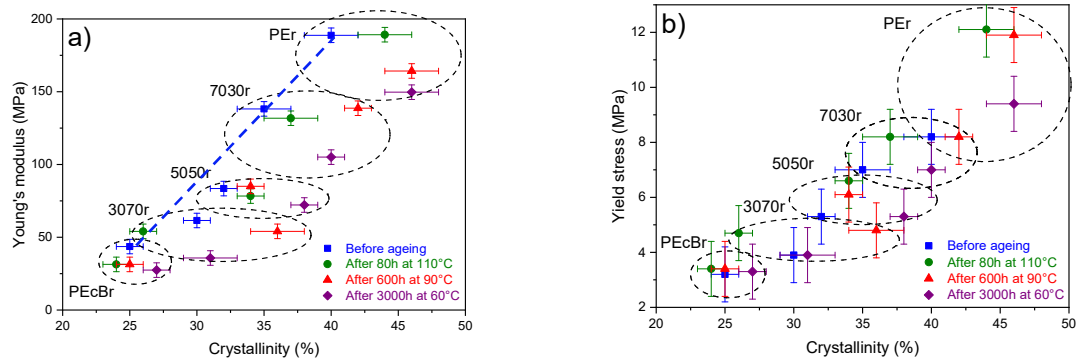 a)
PEr
7030r
5050r
3070r
PEcBr
Before ageing
After 80h at 110°C
After 600h at 90°C
After 3000h at 60°C
200
150
100
50
0
20 25 30 35 40 45 50
Young's modulus (MPa)
Crystallinity (%)
b)
PEr
7030r
5050r
3070r
PEcBr
Before ageing
After 80h at 110°C
After 600h at 90°C
After 3000h at 60°C
12
10
8
6
4
2
20 25 30 35 40 45 50
Yield stress (MPa)
Crystallinity (%)